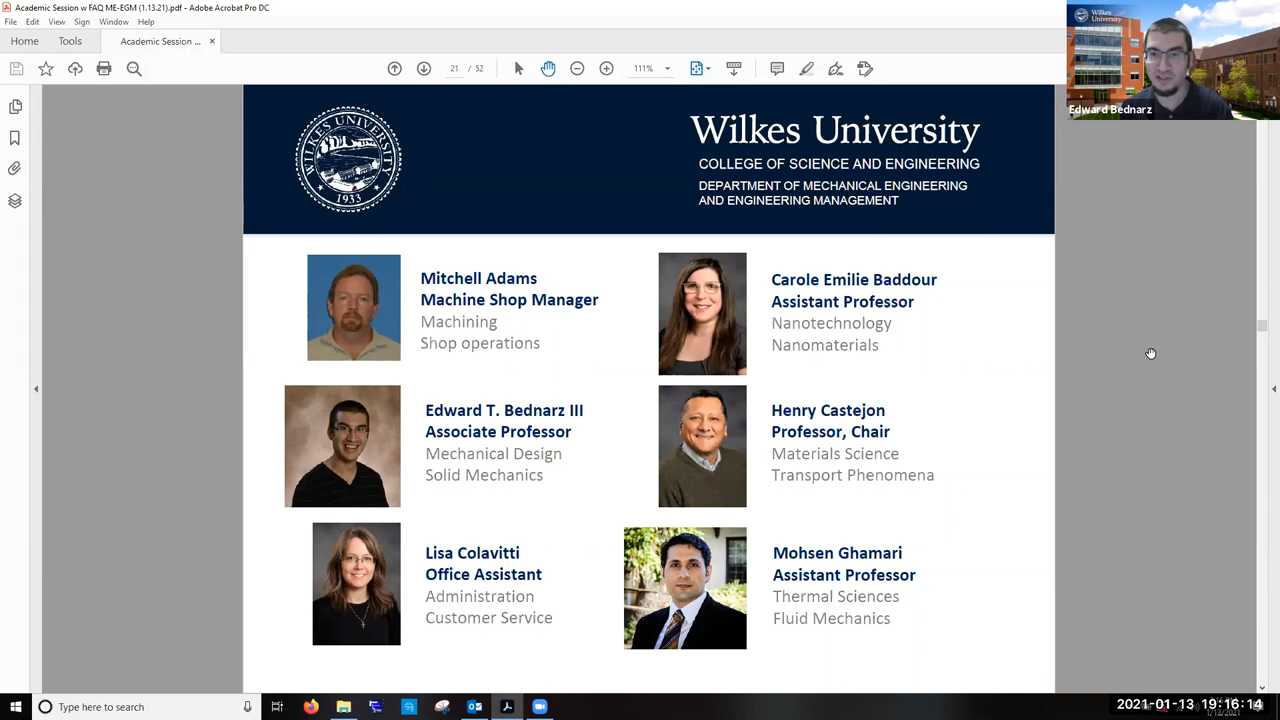 Academic Session w FAQ ME-EGM (1.13.21).pdf - Adobe Acrobat Pro DC
File Edit View Sign Window Help
Home Tools Academic Session ... ×
21 / 52 111%
Wilkes University
Edward Bednarz
WILKES UNIVERSITY
1933
Wilkes University
COLLEGE OF SCIENCE AND ENGINEERING
DEPARTMENT OF MECHANICAL ENGINEERING
AND ENGINEERING MANAGEMENT
Mitchell Adams
Machine Shop Manager
Machining
Shop operations
Carole Emilie Baddour
Assistant Professor
Nanotechnology
Nanomaterials
Edward T. Bednarz III
Associate Professor
Mechanical Design
Solid Mechanics
Henry Castejon
Professor, Chair
Materials Science
Transport Phenomena
Lisa Colavitti
Office Assistant
Administration
Customer Service
Mohsen Ghamari
Assistant Professor
Thermal Sciences
Fluid Mechanics
Type here to search
2021-01-13 19:16:14